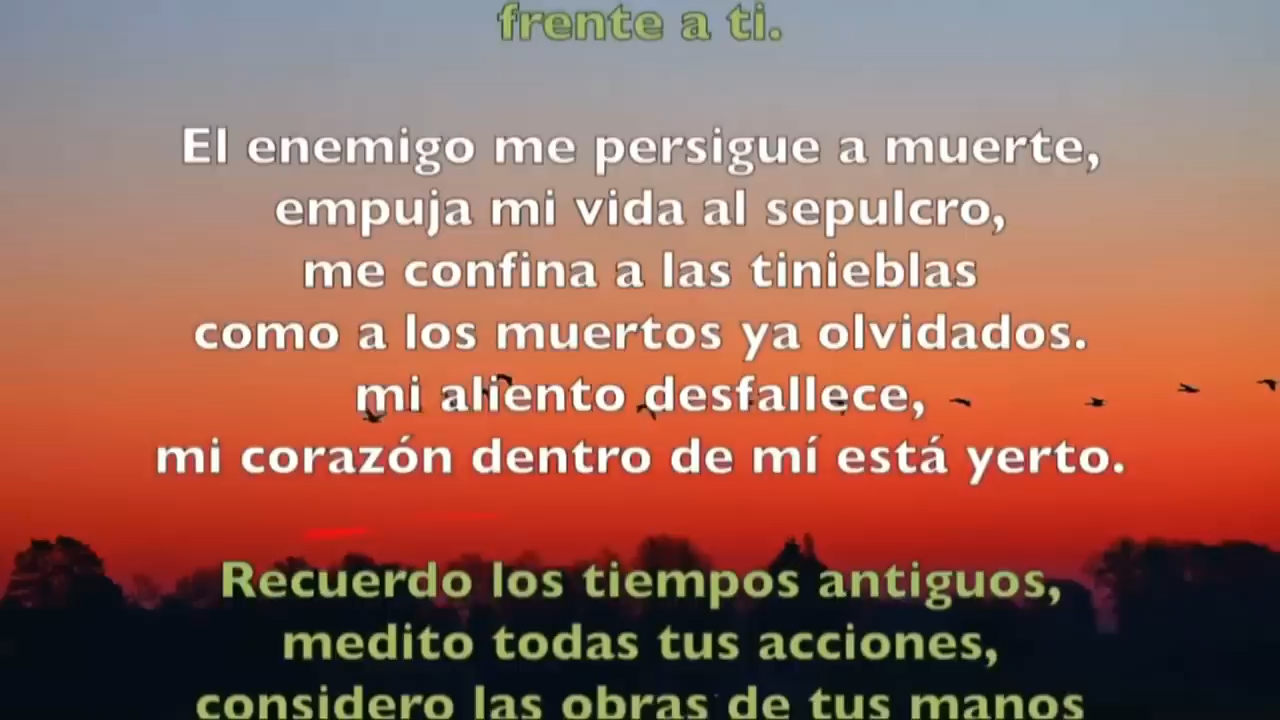 frente a ti.
El enemigo me persigue a muerte,
empuja mi vida al sepulcro,
me confina a las tinieblas
como a los muertos ya olvidados.
mi aliento desfallece,
mi corazón dentro de mí está yerto.
Recuerdo los tiempos antiguos,
medito todas tus acciones,
considero las obras de tus manos